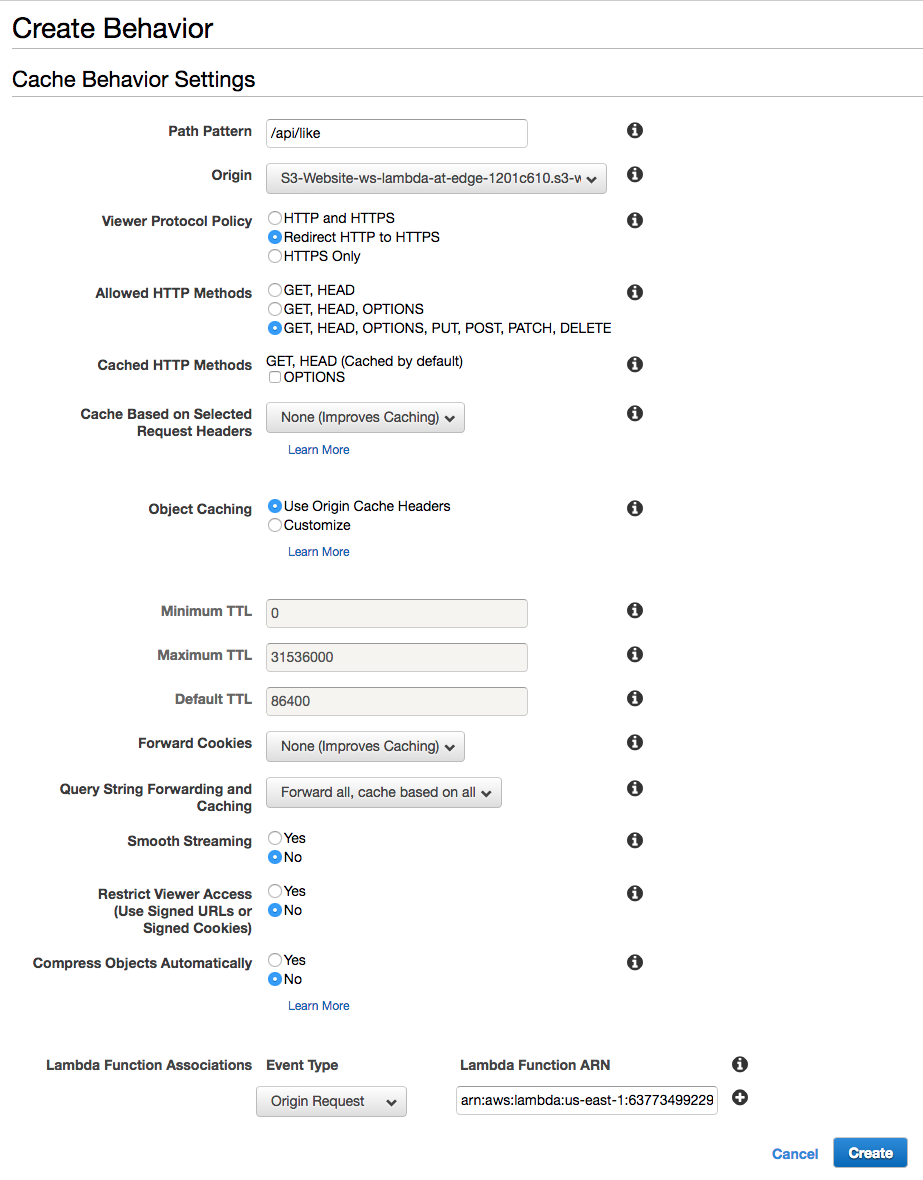 Create Behavior
Cache Behavior Settings
Path Pattern /api/like
Origin S3-Website-ws-lambda-at-edge-1201c610.s3-w
Viewer Protocol Policy HTTP and HTTPS
Redirect HTTP to HTTPS
HTTPS Only
Allowed HTTP Methods GET, HEAD
GET, HEAD, OPTIONS
GET, HEAD, OPTIONS, PUT, POST, PATCH, DELETE
Cached HTTP Methods GET, HEAD (Cached by default)
OPTIONS
Cache Based on Selected
Request Headers
None (Improves Caching)
Learn More
Object Caching Use Origin Cache Headers
Customize
Learn More
Minimum TTL 0
Maximum TTL 31536000
Default TTL 86400
Forward Cookies None (Improves Caching)
Query String Forwarding and
Caching
Forward all, cache based on all
Smooth Streaming Yes
No
Restrict Viewer Access
(Use Signed URLs or
Signed Cookies)
Yes
No
Compress Objects Automatically Yes
No
Learn More
Lambda Function Associations Event Type Lambda Function ARN
Origin Request arn:aws:lambda:us-east-1:63773499229
Cancel Create